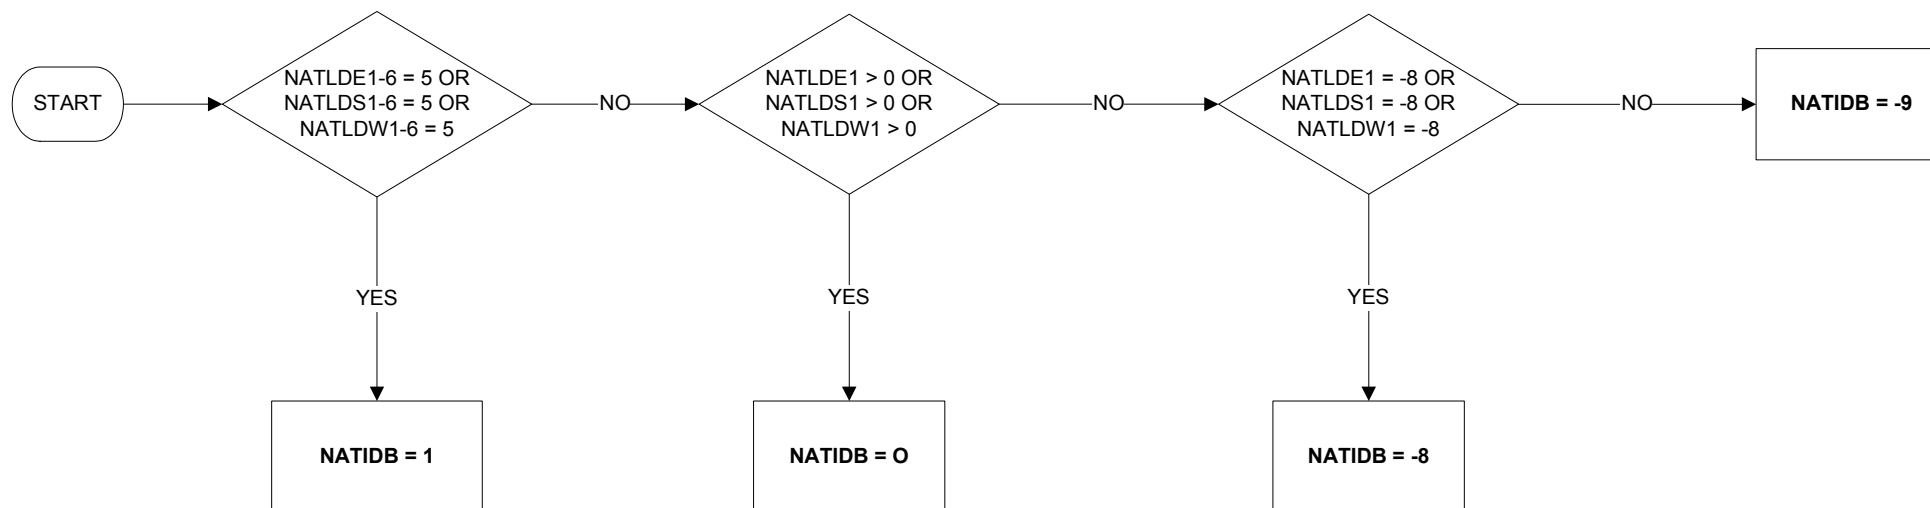 START
NATLDE1-6 = 5 OR
NATLDS1-6 = 5 OR
NATLDW1-6 = 5
NO
NATLDE1 > 0 OR
NATLDS1 > 0 OR
NATLDW1 > 0
NO
NATLDE1 = -8 OR
NATLDS1 = -8 OR
NATLDW1 = -8
NO
NATIDB = -9
YES
YES
YES
NATIDB = 1
NATIDB = O
NATIDB = -8